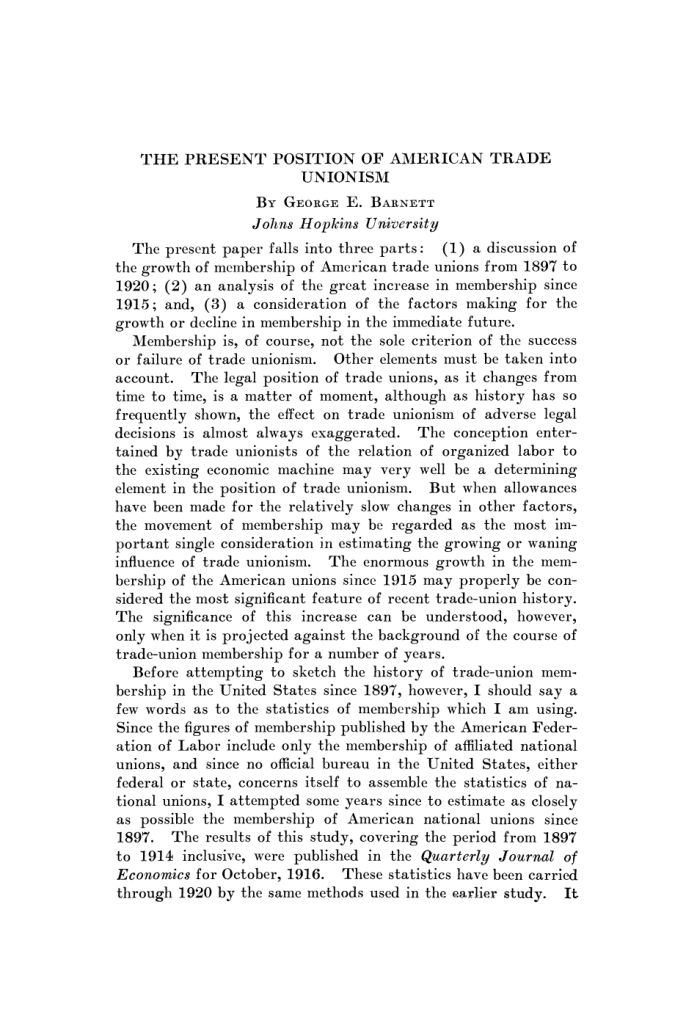 THE PRESENT POSITION OF AMERICAN TRADE
UNIONISM
By George E. Barnett
Johns Hopkins University
The present paper falls into three parts: (1) a discussion of
the growth of membership of American trade unions from 1897 to
1920; (2) an analysis of the great increase in membership since
1915; and, (3) a consideration of the factors making for the
growth or decline in membership in the immediate future.
Membership is, of course, not the sole criterion of the success
or failure of trade unionism. Other elements must be taken into
account. The legal position of trade unions, as it changes from
time to time, is a matter of moment, although as history has so
frequently shown, the effect on trade unionism of adverse legal
decisions is almost always exaggerated. The conception enter-
tained by trade unionists of the relation of organized labor to
the existing economic machine may very well be a determining
element in the position of trade unionism. But when allowances
have been made for the relatively slow changes in other factors,
the movement of membership may be regarded as the most im-
portant single consideration in estimating the growing or waning
influence of trade unionism. The enormous growth in the mem-
bership of the American unions since 1915 may properly be con-
sidered the most significant feature of recent trade-union history.
The significance of this increase can be understood, however,
only when it is projected against the background of the course of
trade-union membership for a number of years.
Before attempting to sketch the history of trade-union mem-
bership in the United States since 1897, however, I should say a
few words as to the statistics of membership which I am using.
Since the figures of membership published by the American Feder-
ation of Labor include only the membership of affiliated national
unions, and since no official bureau in the United States, either
federal or state, concerns itself to assemble the statistics of na-
tional unions, I attempted some years since to estimate as closely
as possible the membership of American national unions since
1897. The results of this study, covering the period from 1897
to 1914 inclusive, were published in the Quarterly Journal of
Economics for October, 1916. These statistics have been carried
through 1920 by the same methods used in the earlier study. It